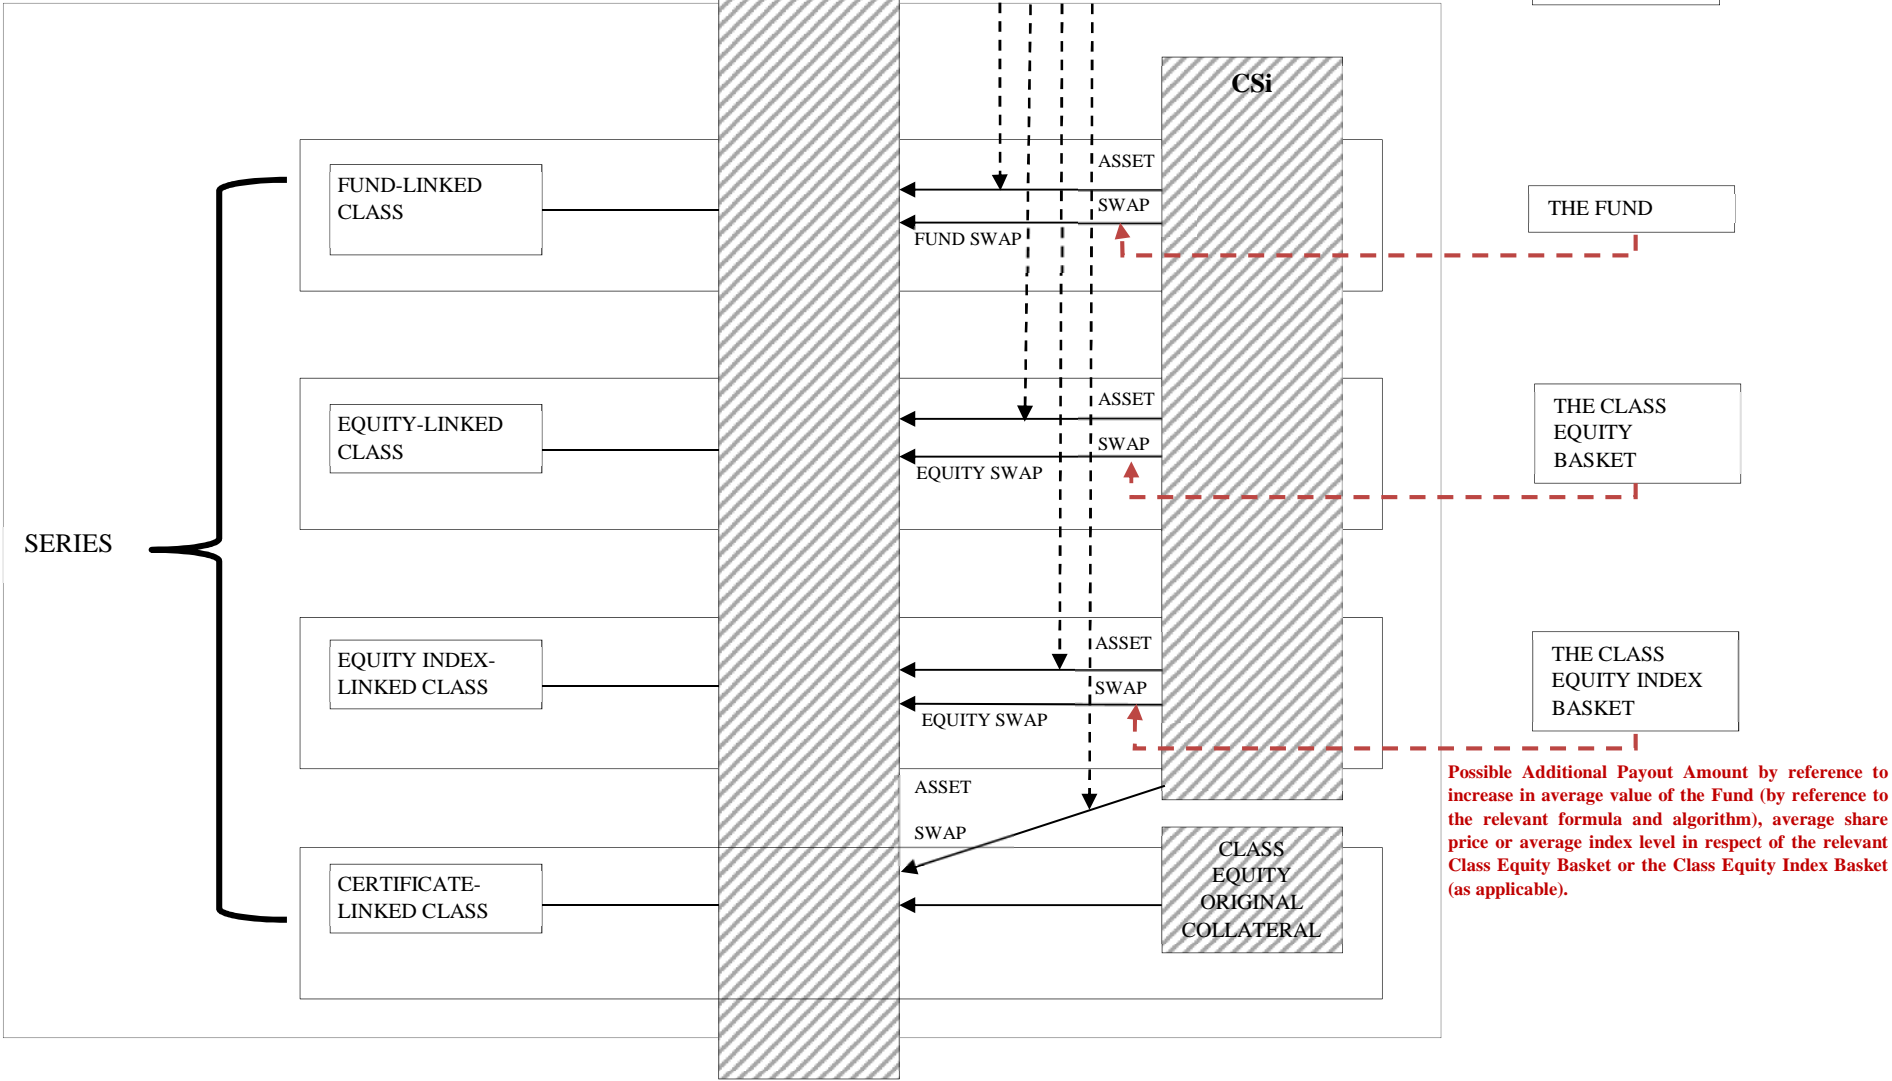 CSi
ASSET
FUND-LINKED
CLASS
SWAP
THE FUND
FUND SWAP
ASSET
THE CLASS
EQUITY
BASKET
EQUITY-LINKED
CLASS
SWAP
EQUITY SWAP
SERIES
ASSET
EQUITY INDEX-
LINKED CLASS
SWAP
EQUITY SWAP
THE CLASS
EQUITY INDEX
BASKET
Possible Additional Payout Amount by reference to
increase in average value of the Fund (by reference to
the relevant formula and algorithm), average share
price or average index level in respect of the relevant
Class Equity Basket or the Class Equity Index Basket
(as applicable).
ASSET
SWAP
CERTIFICATE-
LINKED CLASS
CLASS
EQUITY
ORIGINAL
COLLATERAL